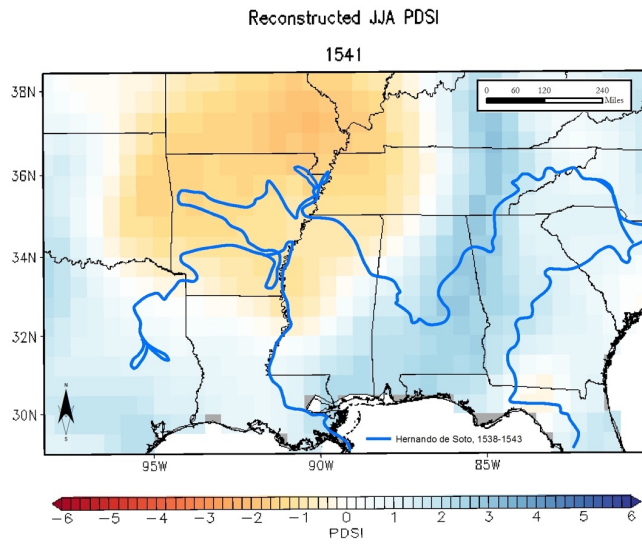 Reconstructed JJA PDSI
1541
38N
36N
34N
32N
30N
0 60 120 240
Miles
N
S
Hernando de Soto, 1538-1543
95W 90W 85W
-6 -5 -4 -3 -2 -1 0 1 2 3 4 5 6
PDSI